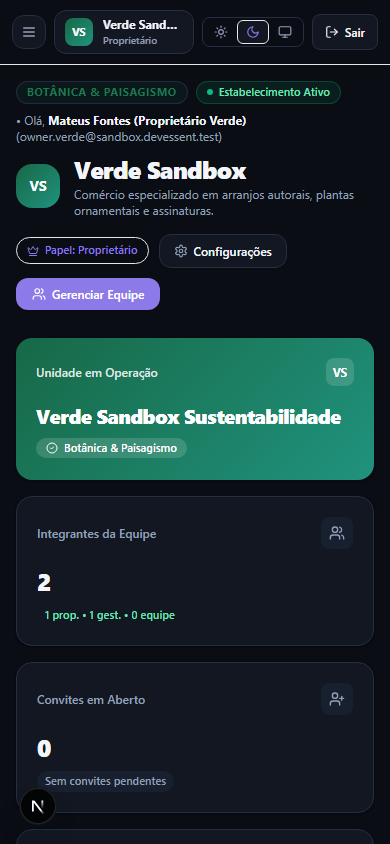 VS
Verde Sand...
Proprietário
Sair
BOTÂNICA & PAISAGISMO
• Estabelecimento Ativo
• Olá, Mateus Fontes (Proprietário Verde)
(owner.verde@sandbox.devessent.test)
VS
Verde Sandbox
Comércio especializado em arranjos autorais, plantas
ornamentais e assinaturas.
Papel: Proprietário
Configurações
Gerenciar Equipe
Unidade em Operação
VS
Verde Sandbox Sustentabilidade
Botânica & Paisagismo
Integrantes da Equipe
2
1 prop. • 1 gest. • 0 equipe
Convites em Aberto
0
Sem convites pendentes
N